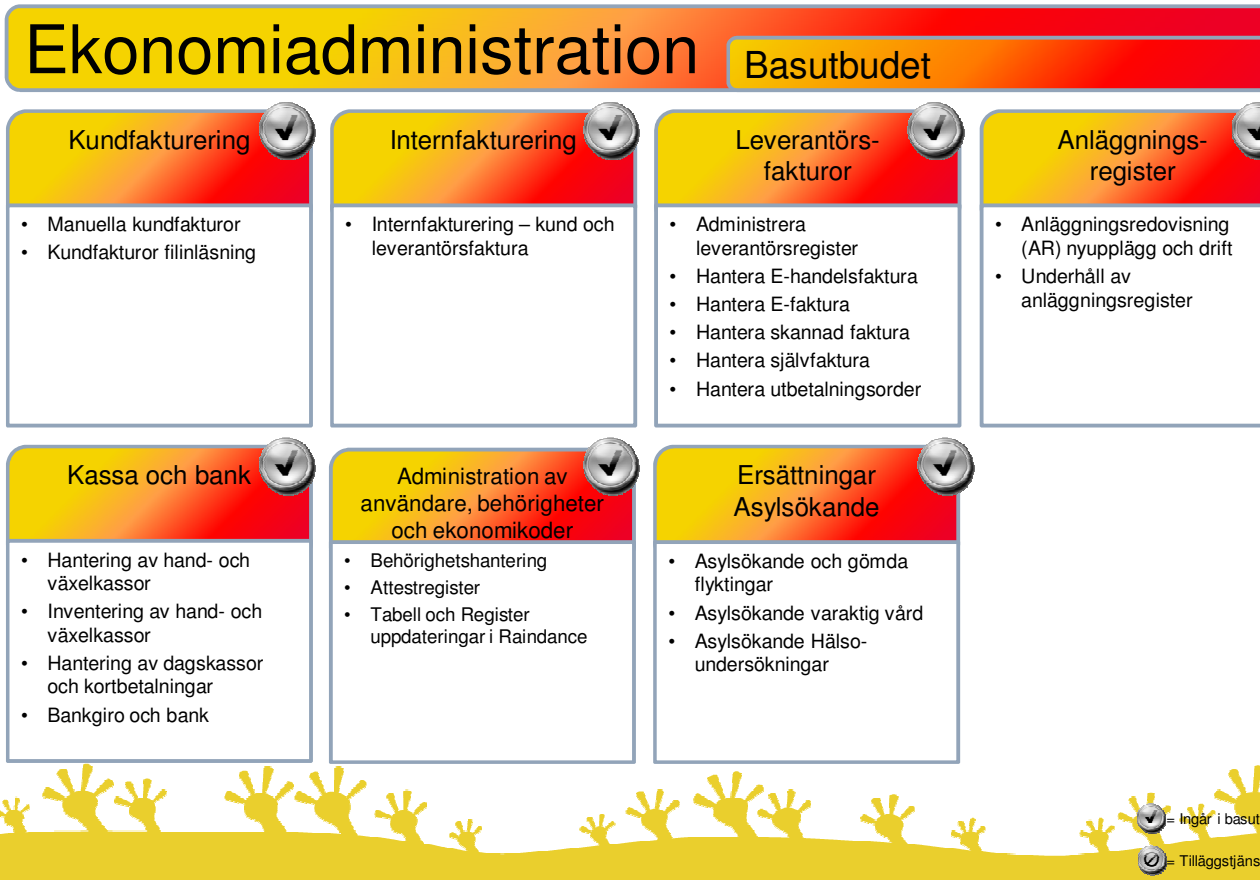 Ekonomiadministration
Basutbudet
Kundfakturering
• Manuella kundfakturor
• Kundfakturor filinläsning
Internfakturering
• Internfakturering – kund och
leverantörsfaktura
Leverantörs-
fakturor
• Administrera
leverantörsregister
• Hantera E-handelsfaktura
• Hantera E-faktura
• Hantera skannad faktura
• Hantera självfaktura
• Hantera utbetalningsorder
Anläggnings-
register
• Anläggningsredovisning
(AR) nyupplägg och drift
• Underhåll av
anläggningsregister
Kassa och bank
• Hantering av hand- och
växelkassor
• Inventering av hand- och
växelkassor
• Hantering av dagskassor
och kortbetalningar
• Bankgiro och bank
Administration av
användare, behörigheter
och ekonomikoder
• Behörighetshantering
• Attestregister
• Tabell och Register
uppdateringar i Raindance
Ersättningar
Asylsökande
• Asylsökande och gömda
flyktingar
• Asylsökande varaktig vård
• Asylsökande Hälso-
undersökningar
= Ingår i basut
= Tilläggstjäns